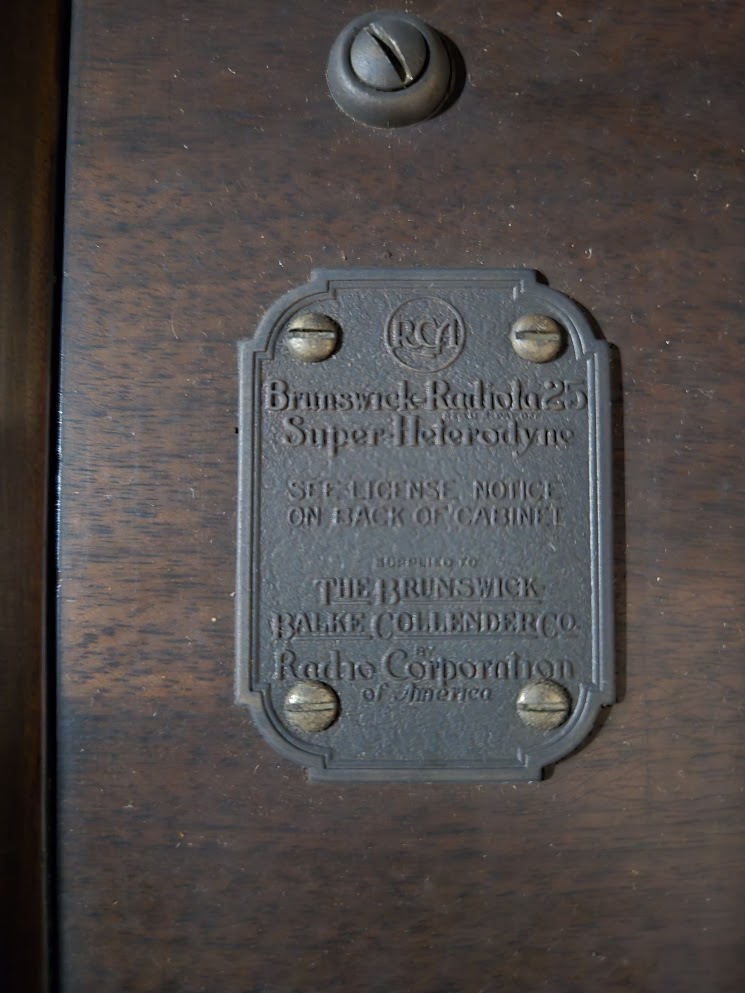 RCA
Brunswick-Radiola 25
Super-Heterodyne
SEE LICENSE NOTICE
ON BACK OF CABINET
SUPPLIED TO
THE BRUNSWICK
BALKE COLLENDER CO.
BY
Radio Corporation
of America